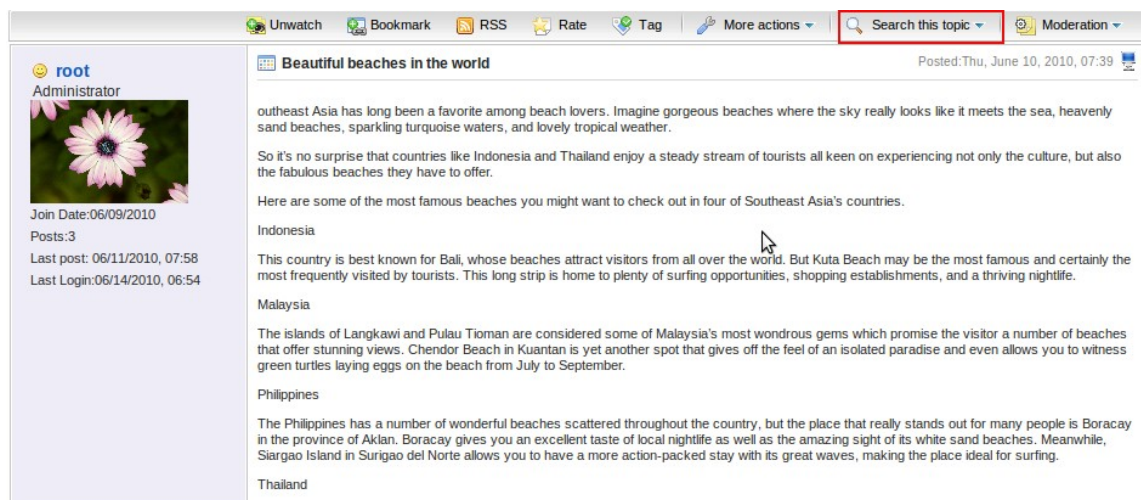 Unwatch Bookmark RSS Rate Tag More actions Search this topic Moderation
root
Administrator
Join Date:06/09/2010
Posts:3
Last post: 06/11/2010, 07:58
Last Login:06/14/2010, 06:54
Beautiful beaches in the world Posted:Thu, June 10, 2010, 07:39
outheast Asia has long been a favorite among beach lovers. Imagine gorgeous beaches where the sky really looks like it meets the sea, heavenly
sand beaches, sparkling turquoise waters, and lovely tropical weather.
So it's no surprise that countries like Indonesia and Thailand enjoy a steady stream of tourists all keen on experiencing not only the culture, but also
the fabulous beaches they have to offer.
Here are some of the most famous beaches you might want to check out in four of Southeast Asia's countries.
Indonesia
This country is best known for Bali, whose beaches attract visitors from all over the world. But Kuta Beach may be the most famous and certainly the
most frequently visited by tourists. This long strip is home to plenty of surfing opportunities, shopping establishments, and a thriving nightlife.
Malaysia
The islands of Langkawi and Pulau Tioman are considered some of Malaysia's most wondrous gems which promise the visitor a number of beaches
that offer stunning views. Chendor Beach in Kuantan is yet another spot that gives off the feel of an isolated paradise and even allows you to witness
green turtles laying eggs on the beach from July to September.
Philippines
The Philippines has a number of wonderful beaches scattered throughout the country, but the place that really stands out for many people is Boracay
in the province of Aklan. Boracay gives you an excellent taste of local nightlife as well as the amazing sight of its white sand beaches. Meanwhile,
Siargao Island in Surigao del Norte allows you to have a more action-packed stay with its great waves, making the place ideal for surfing.
Thailand